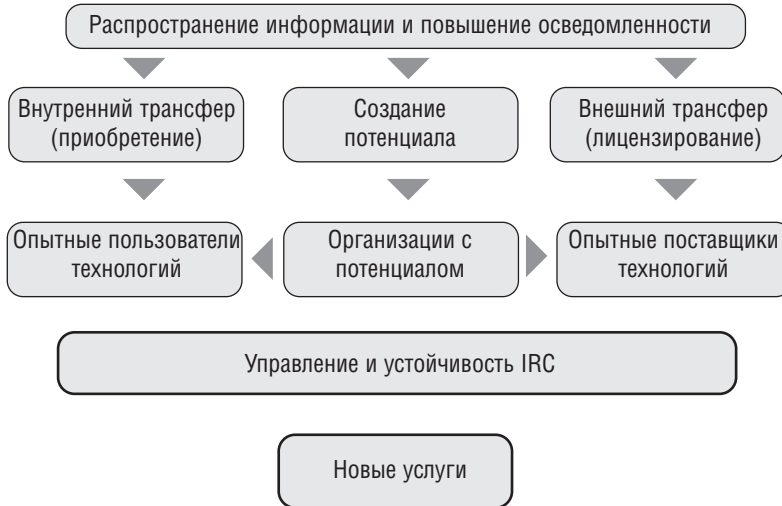 Распространение информации и повышение осведомленности
Внутренний трансфер
(приобретение)
Создание
потенциала
Внешний трансфер
(лицензирование)
Опытные пользователи
технологий
Организации с
потенциалом
Опытные поставщики
технологий
Управление и устойчивость IRC
Новые услуги